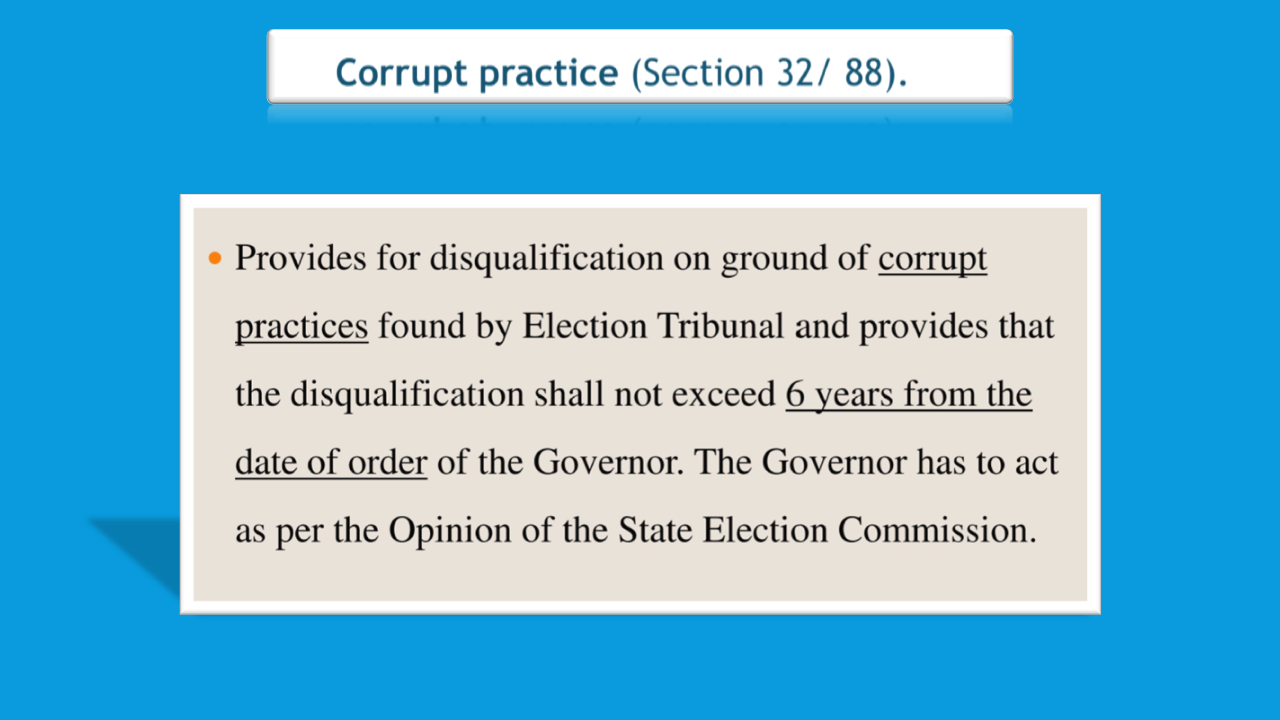 Corrupt practice (Section 32/ 88).
• Provides for disqualification on ground of corrupt
practices found by Election Tribunal and provides that
the disqualification shall not exceed 6 years from the
date of order of the Governor. The Governor has to act
as per the Opinion of the State Election Commission.